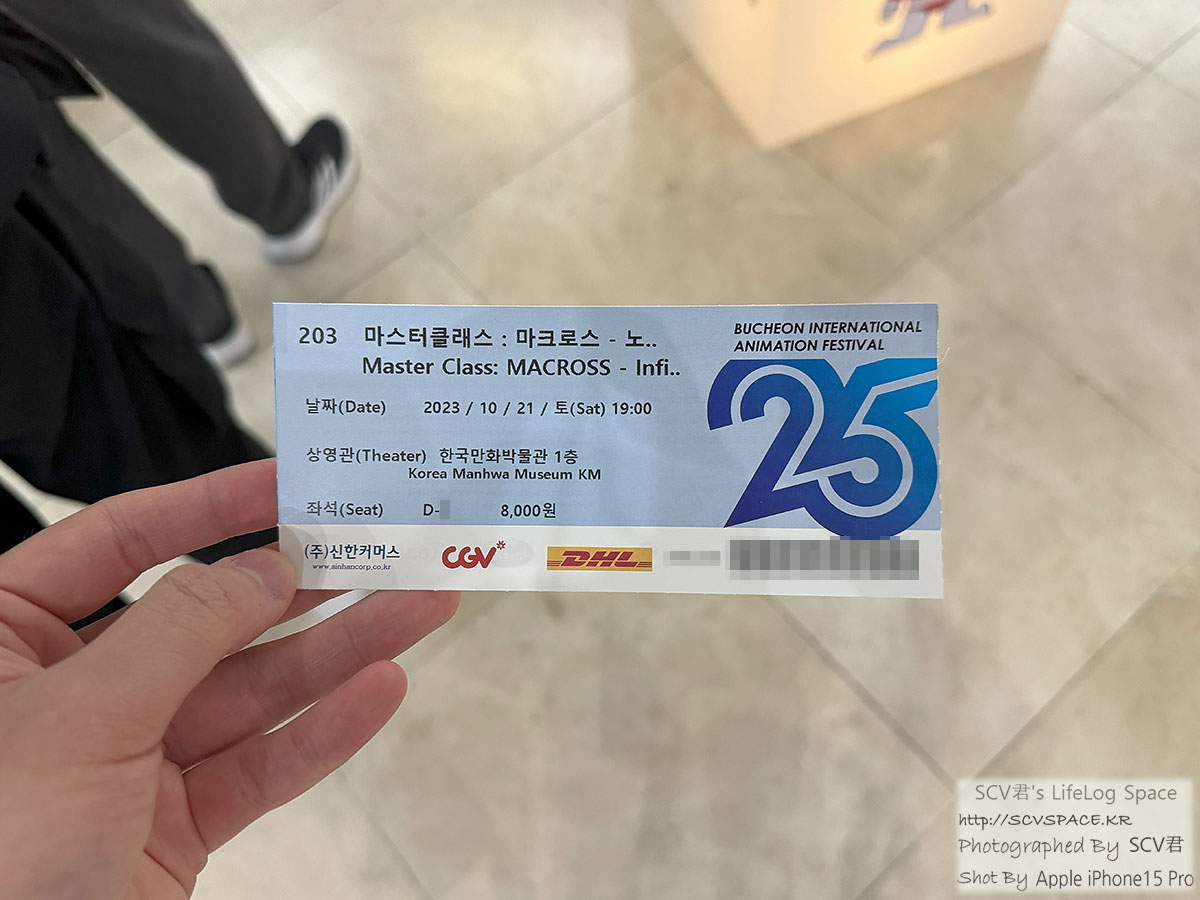 203 마스터클래스 : 마크로스 - 노..
Master Class: MACROSS - Infi..
BUCHEON INTERNATIONAL
ANIMATION FESTIVAL
25
날짜(Date) 2023 / 10 / 21 / 토(Sat) 19:00
상영관(Theater) 한국만화박물관 1층
Korea Manhwa Museum KM
좌석(Seat) D- 8,000원
(주)신한커머스
www.sinhancorp.co.kr
CGV
DHL
SCV君's LifeLog Space
http://SCVSPACE.KR
Photographed By SCV君
Shot By Apple iPhone15 Pro